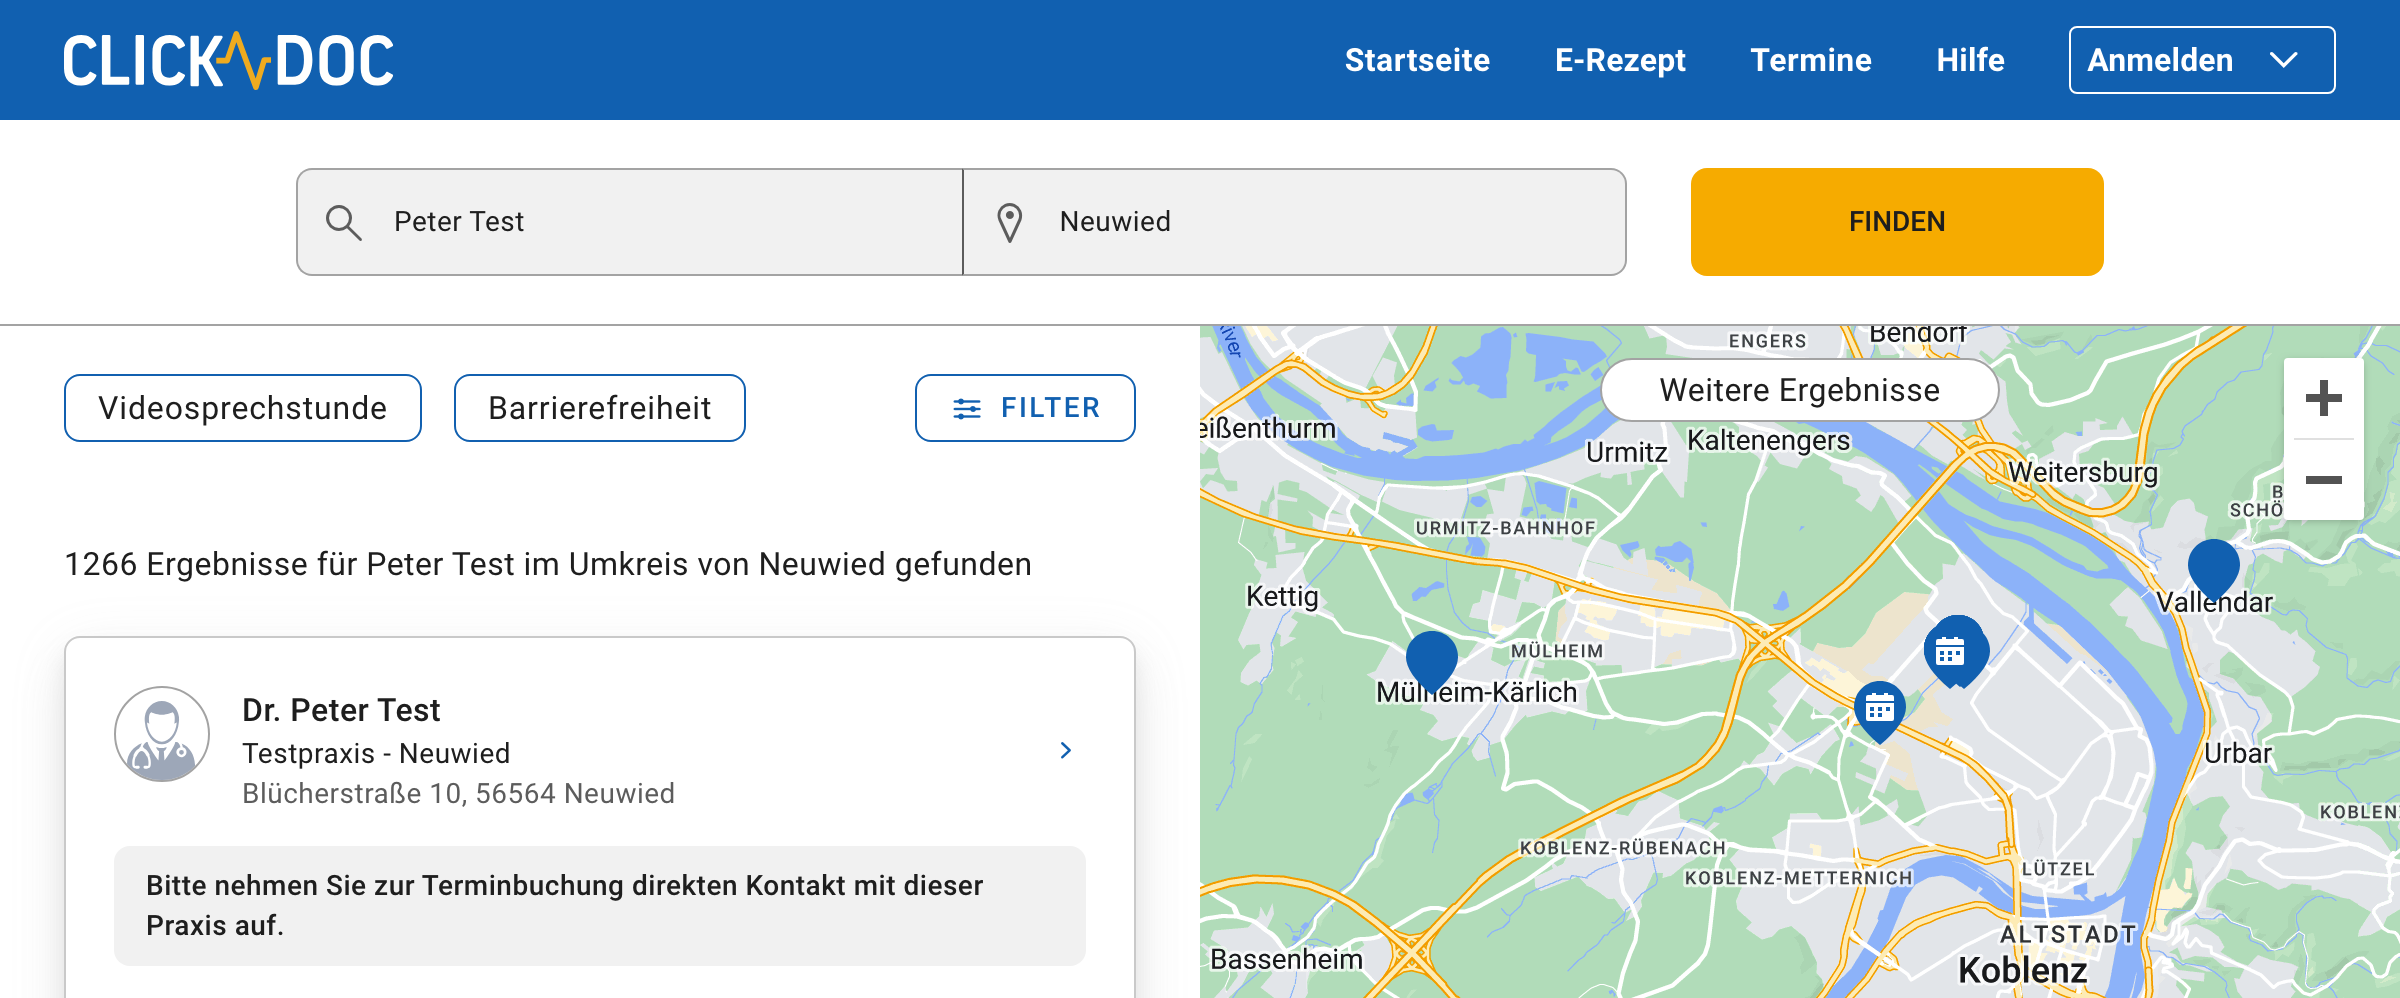 CLICKDOC
Startseite
E-Rezept
Termine
Hilfe
Anmelden
Peter Test
Neuwied
FINDEN
Videosprechstunde
Barrierefreiheit
FILTER
1266 Ergebnisse für Peter Test im Umkreis von Neuwied gefunden
Dr. Peter Test
Testpraxis - Neuwied
Blücherstraße 10, 56564 Neuwied
Bitte nehmen Sie zur Terminbuchung direkten Kontakt mit dieser
Praxis auf.
ENGERS
Bendorf
Weitere Ergebnisse
eißenthurm
Urmitz
Kaltenengers
Weitersburg
B
SCHÖ
URMITZ-BAHNHOF
Kettig
Vallendar
MÜLHEIM
Mülheim-Kärlich
Urbar
KOBLEN
KOBLENZ-RÜBENACH
KOBLENZ-METTERNICH
LÜTZEL
ALTSTADT
Bassenheim
Koblenz